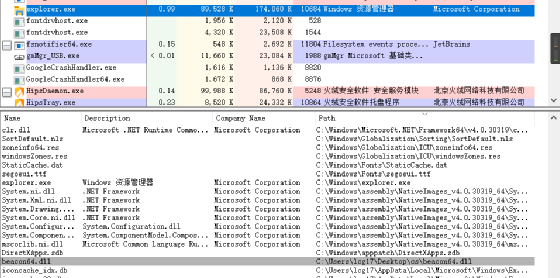 explorer.exe 0.99 89,528 K 174,060 K 10684 Windows 资源管理器 Microsoft Corporation
fontdrvhost.exe 1,956 K 2,120 K 528
fontdrvhost.exe 4,320 K 23,508 K 1544
fsnotifier64.exe 0.15 548 K 2,692 K 11804 Filesystem events proce... JetBrains
gmMgr_USB.exe < 0.01 11,660 K 23,084 K 1988 gmMgr Microsoft 基础类...
GoogleCrashHandler.exe 1,616 K 1,136 K 8820
GoogleCrashHandler64.exe 1,672 K 868 K 8876
HipsDaemon.exe 0.14 99,988 K 86,760 K 5248 火绒安全软件 安全服务模块 北京火绒网络科技有限公司
HipsTray.exe 0.23 8,520 K 24,332 K 10864 火绒安全软件托盘程序 北京火绒网络科技有限公司
Name Description Company Name Path
clr.dll Microsoft .NET Runtime Commo... Microsoft Corporation C:\Windows\Microsoft.NET\Framework64\v4.0.30319\c...
SortDefault.nls C:\Windows\Globalization\Sorting\SortDefault.nls
zoneinfo64.res C:\Windows\Globalization\ICU\zoneinfo64.res
windowsZones.res C:\Windows\Globalization\ICU\windowsZones.res
StaticCache.dat C:\Windows\Fonts\StaticCache.dat
segoeui.ttf C:\Windows\Fonts\segoeui.ttf
explorer.exe Windows 资源管理器 Microsoft Corporation C:\Windows\explorer.exe
System.ni.dll .NET Framework Microsoft Corporation C:\Windows\assembly\NativeImages_v4.0.30319_64\Sy...
System.Xml.ni.dll .NET Framework Microsoft Corporation C:\Windows\assembly\NativeImages_v4.0.30319_64\Sy...
System.Drawing.... .NET Framework Microsoft Corporation C:\Windows\assembly\NativeImages_v4.0.30319_64\Sy...
System.Core.ni.dll .NET Framework Microsoft Corporation C:\Windows\assembly\NativeImages_v4.0.30319_64\Sy...
System.Configur... System.Configuration.dll Microsoft Corporation C:\Windows\assembly\NativeImages_v4.0.30319_64\Sy...
System.Componen... System.ComponentModel.Compos... Microsoft Corporation C:\Windows\assembly\NativeImages_v4.0.30319_64\Sy...
mscorlib.ni.dll Microsoft Common Language Ru... Microsoft Corporation C:\Windows\assembly\NativeImages_v4.0.30319_64\ms...
DirectXApps.sdb C:\Windows\apppatch\DirectXApps.sdb
beacon64.dll C:\Users\lcg17\Desktop\cs\beacon64.dll
iconcache_idx.db C:\Users\lcg17\AppData\Local\Microsoft\Windows\Ex...